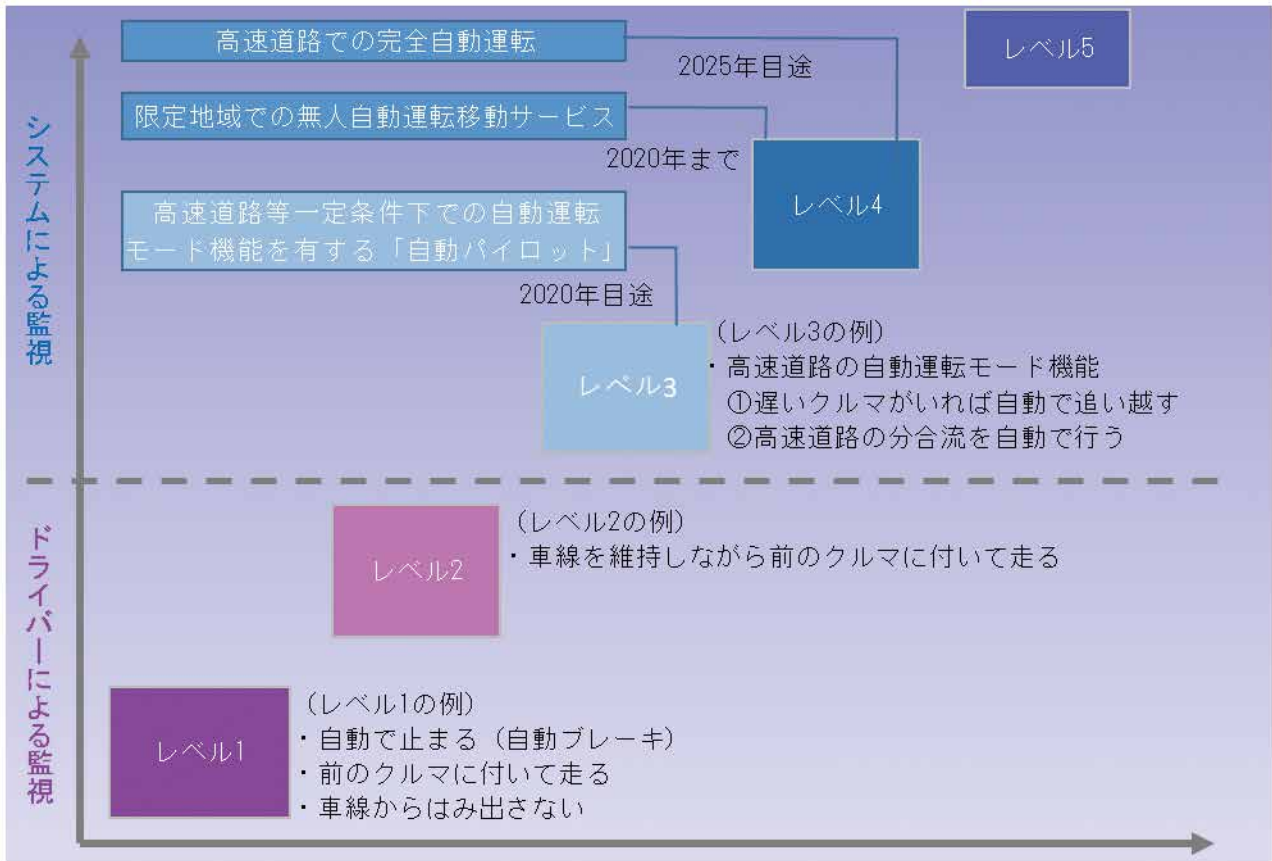 高速道路での完全自動運転
レベル5
2025年目途
限定地域での無人自動運転移動サービス
2020年まで
レベル4
高速道路等一定条件下での自動運転
モード機能を有する「自動パイロット」
2020年目途
レベル3
(レベル3の例)
・高速道路の自動運転モード機能
①遅いクルマがいれば自動で追い越す
②高速道路の分合流を自動で行う
システムによる監視
レベル2
(レベル2の例)
・車線を維持しながら前のクルマに付いて走る
レベル1
(レベル1の例)
・自動で止まる(自動ブレーキ)
・前のクルマに付いて走る
・車線からはみ出さない
ドライバーによる監視